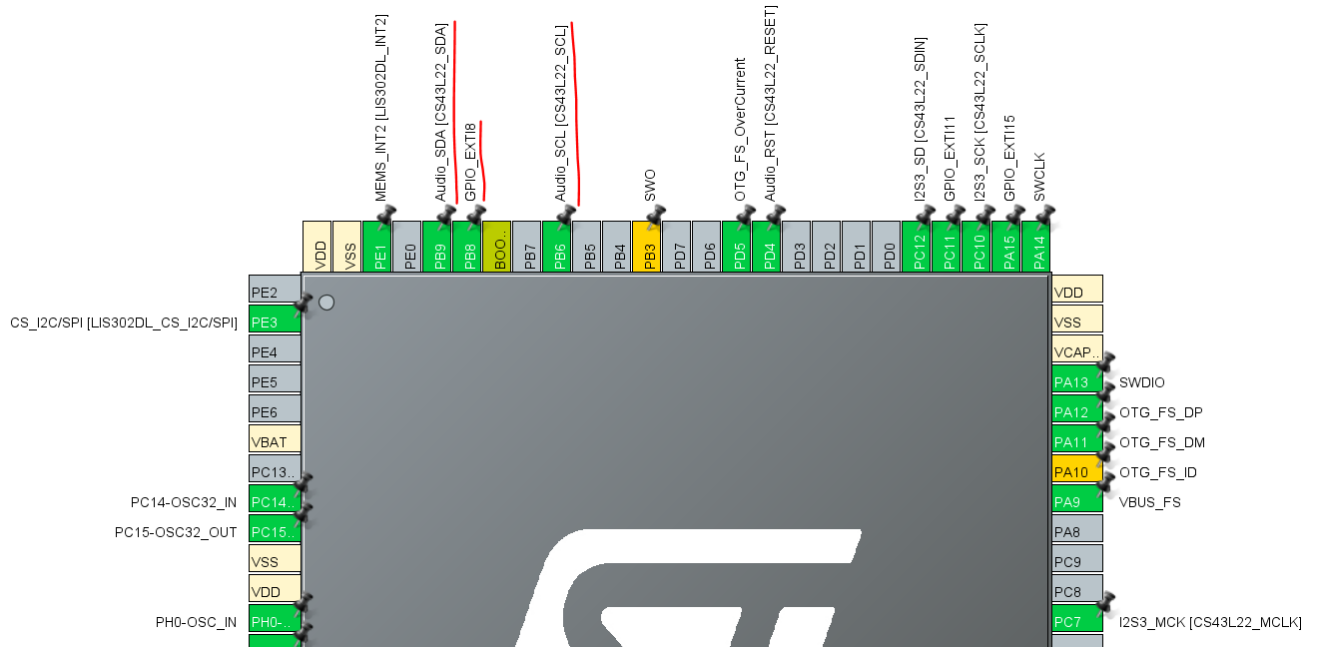 MEMS_INT2 [LIS302DL_INT2]
Audio_SDA [CS43L22_SDA]
GPIO_EXTI8
Audio_SCL [CS43L22_SCL]
SWO
OTG_FS_OverCurrent
Audio_RST [CS43L22_RESET]
I2S3_SD [CS43L22_SDIN]
GPIO_EXTI11
I2S3_SCK [CS43L22_SCLK]
GPIO_EXTI15
SWCLK
VDD
VSS
PE1
PE0
PB9
PB8
BOO..
PB7
PB6
PB5
PB4
PB3
PD7
PD6
PD5
PD4
PD3
PD2
PD1
PD0
PC12
PC11
PC10
PA15
PA14
PE2
CS_I2C/SPI [LIS302DL_CS_I2C/SPI] PE3
PE4
PE5
PE6
VBAT
PC13..
PC14-OSC32_IN PC14..
PC15-OSC32_OUT PC15..
VSS
VDD
PH0-OSC_IN PH0-..
VDD
VSS
VCAP..
PA13 SWDIO
PA12 OTG_FS_DP
PA11 OTG_FS_DM
PA10 OTG_FS_ID
PA9 VBUS_FS
PA8
PC9
PC8
PC7 I2S3_MCK [CS43L22_MCLK]